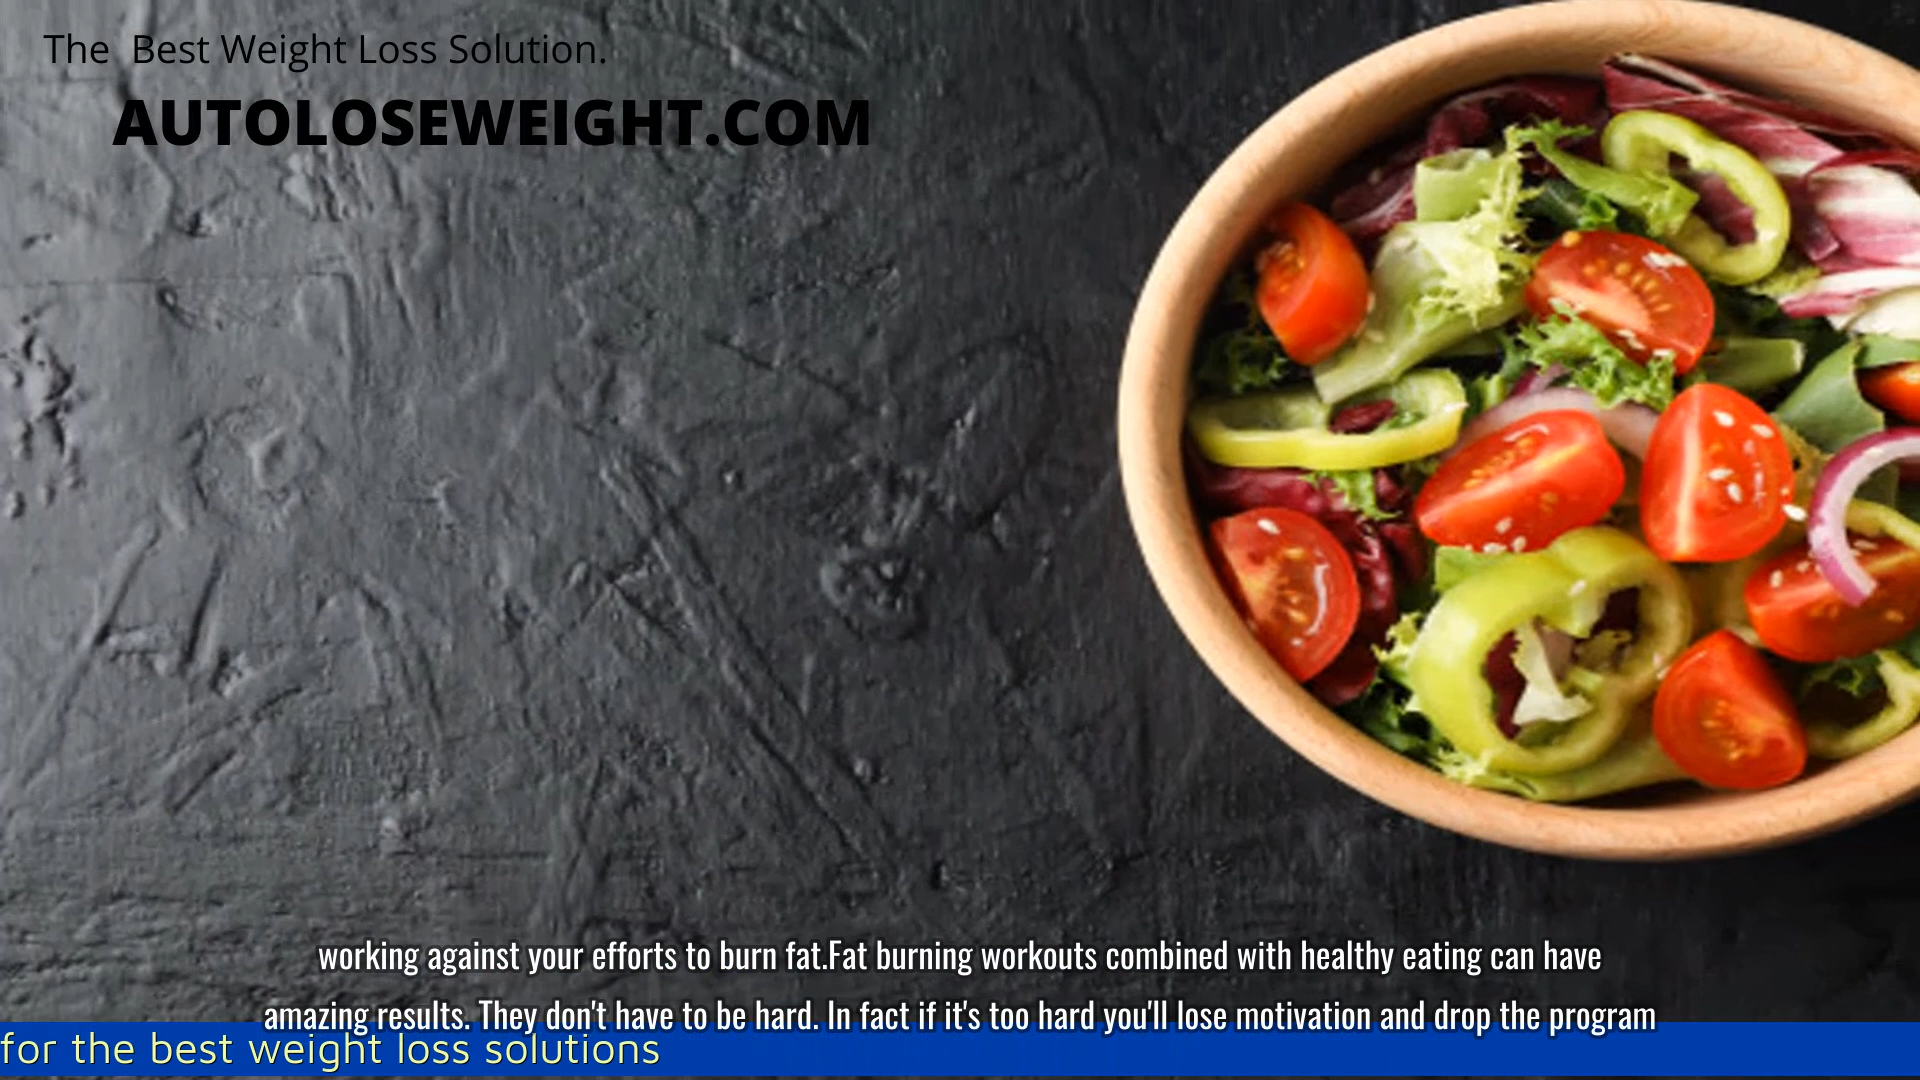 The  Best Weight Loss Solution.
AUTOLOSEWEIGHT.COM
working against your efforts to burn fat.Fat burning workouts combined with healthy eating can have
amazing results. They don't have to be hard. In fact if it's too hard you'll lose motivation and drop the program
for the best weight loss solutions